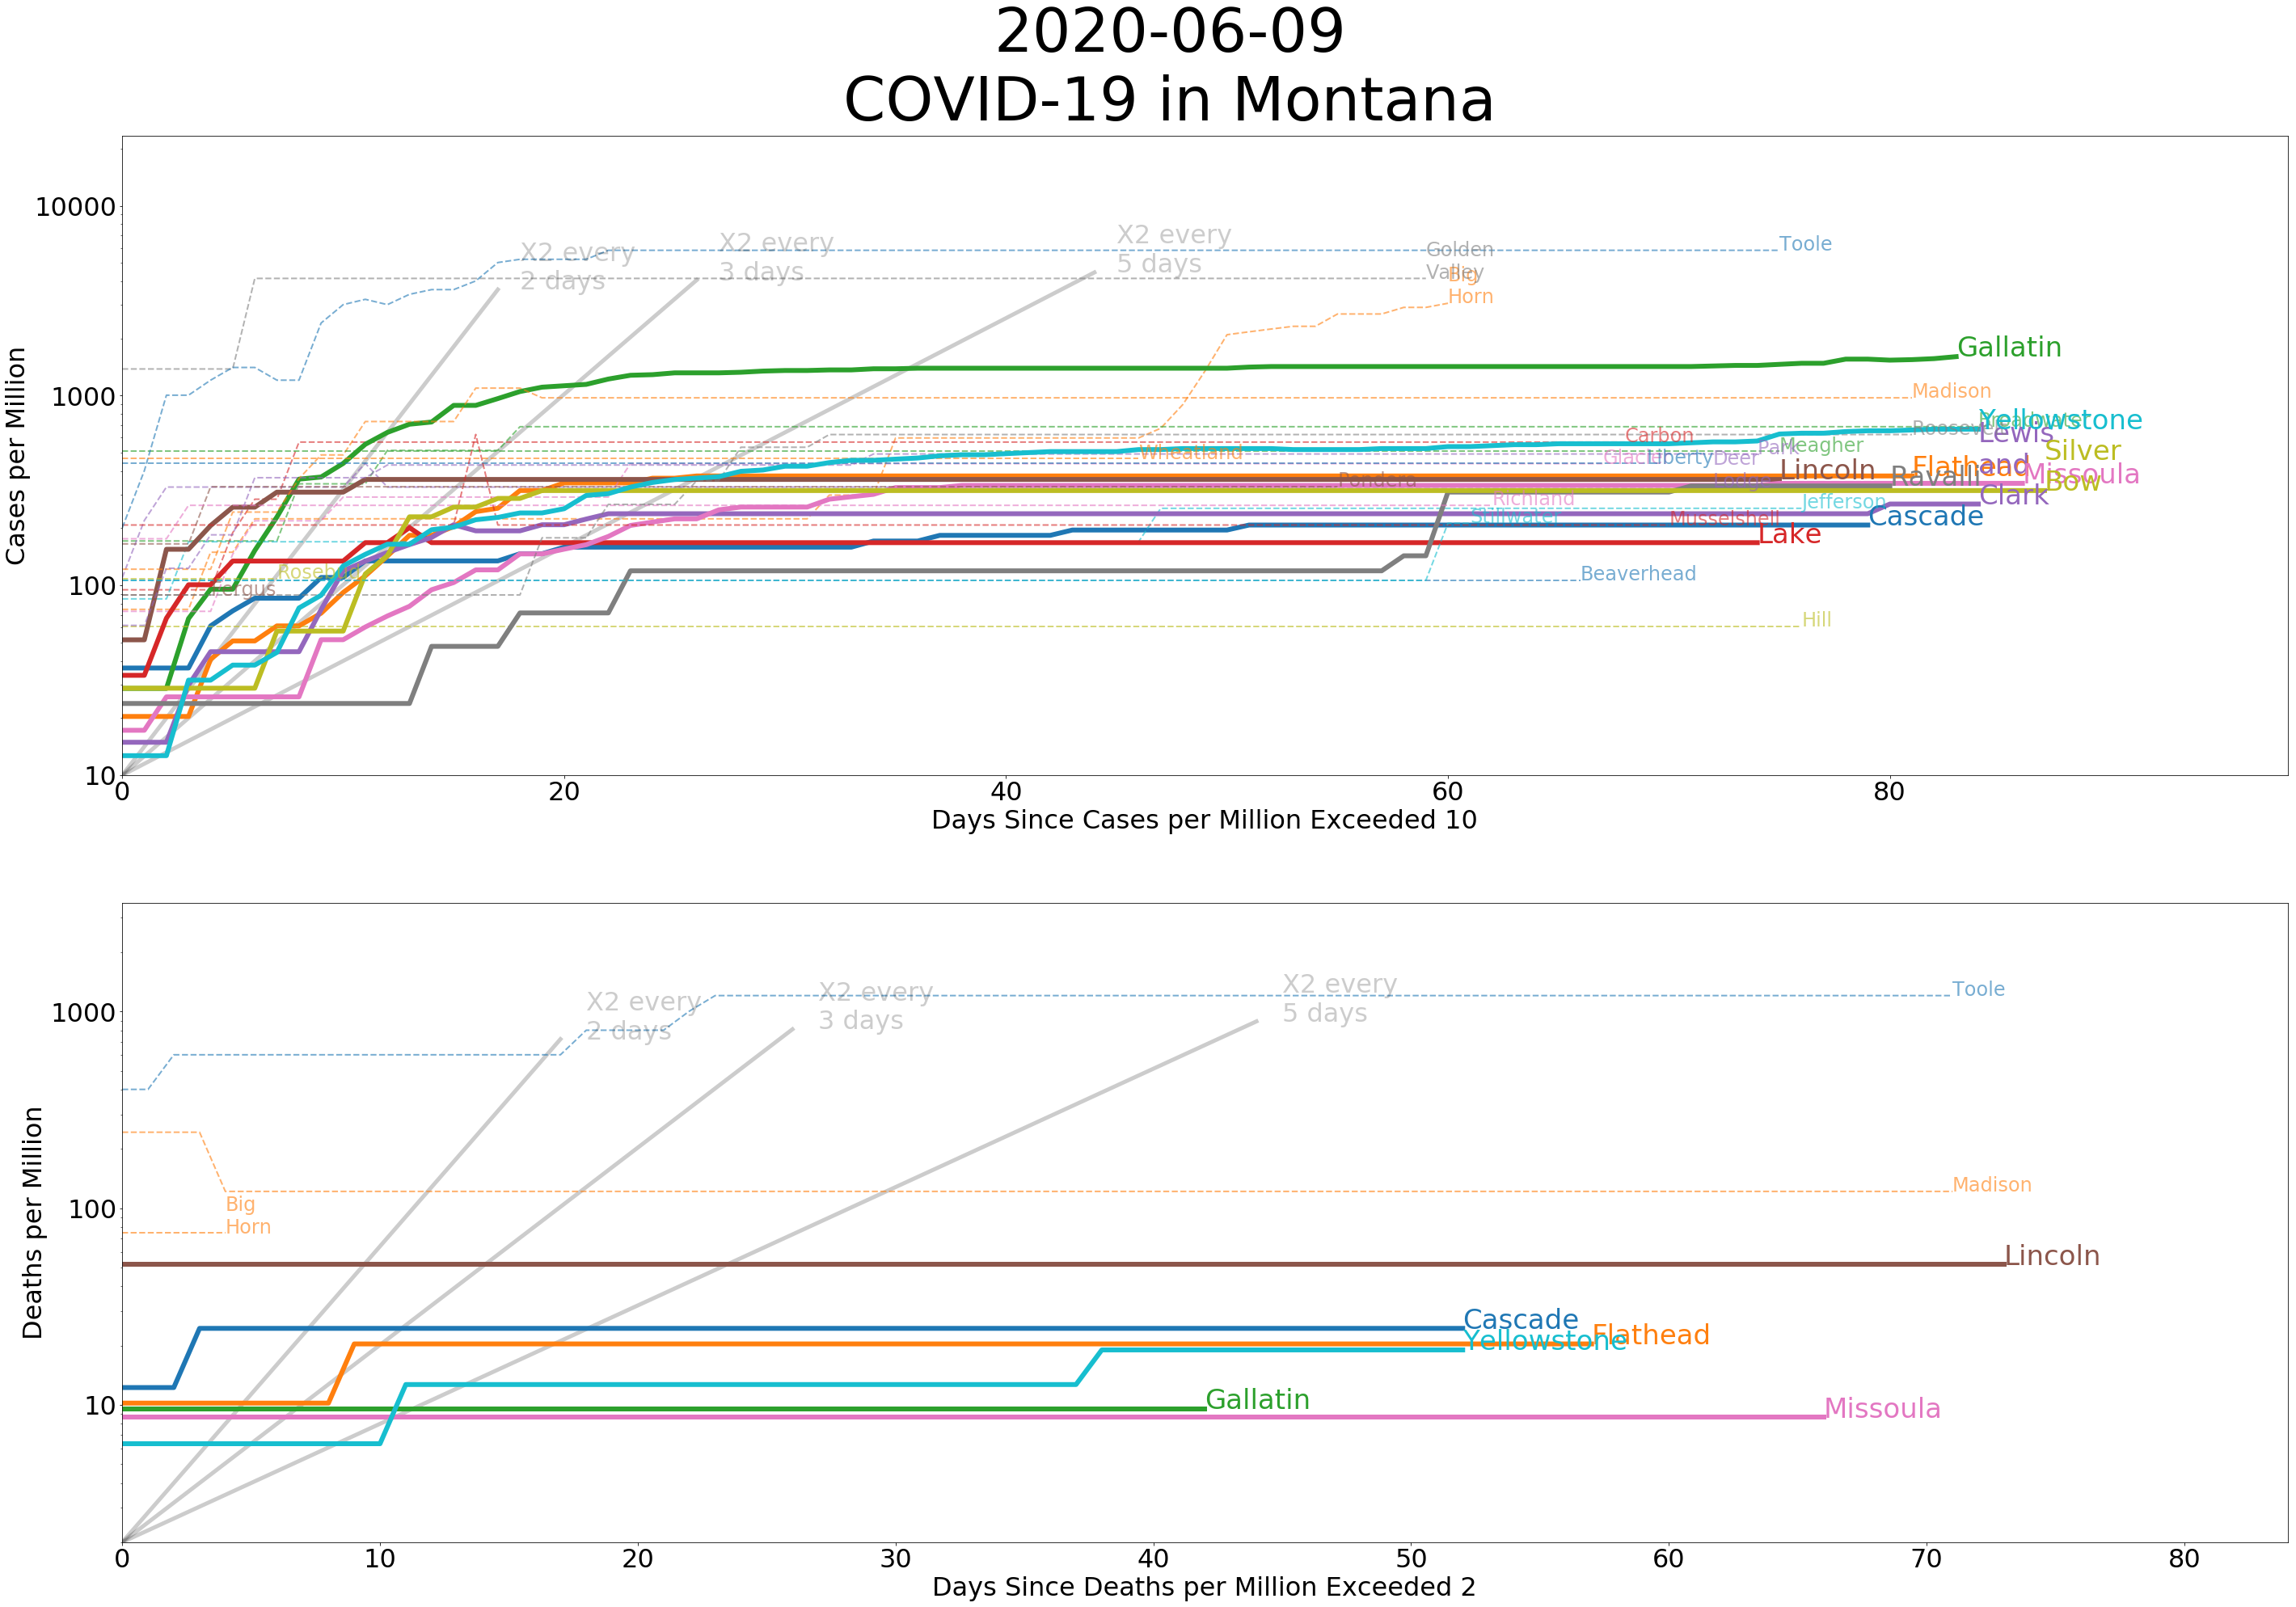 2020-06-09
COVID-19 in Montana
Cases per Million
10000
1000
100
10
X2 every
2 days
X2 every
3 days
X2 every
5 days
Toole
Golden
Valley
Big
Horn
Gallatin
Madison
Yellowstone
Carbon
Meagher
Park
Lewis
and
Clark
Silver
Bow
Wheatland
Glacier
Liberty
Deer
Lodge
Lincoln
Flathead
Ravalli
Missoula
Pondera
Richland
Jefferson
Stillwater
Musselshell
Cascade
Lake
Rosebud
Fergus
Beaverhead
Hill
0
20
40
60
80
Days Since Cases per Million Exceeded 10
Deaths per Million
1000
100
10
X2 every
2 days
X2 every
3 days
X2 every
5 days
Toole
Madison
Big
Horn
Lincoln
Cascade
Flathead
Yellowstone
Gallatin
Missoula
0
10
20
30
40
50
60
70
80
Days Since Deaths per Million Exceeded 2